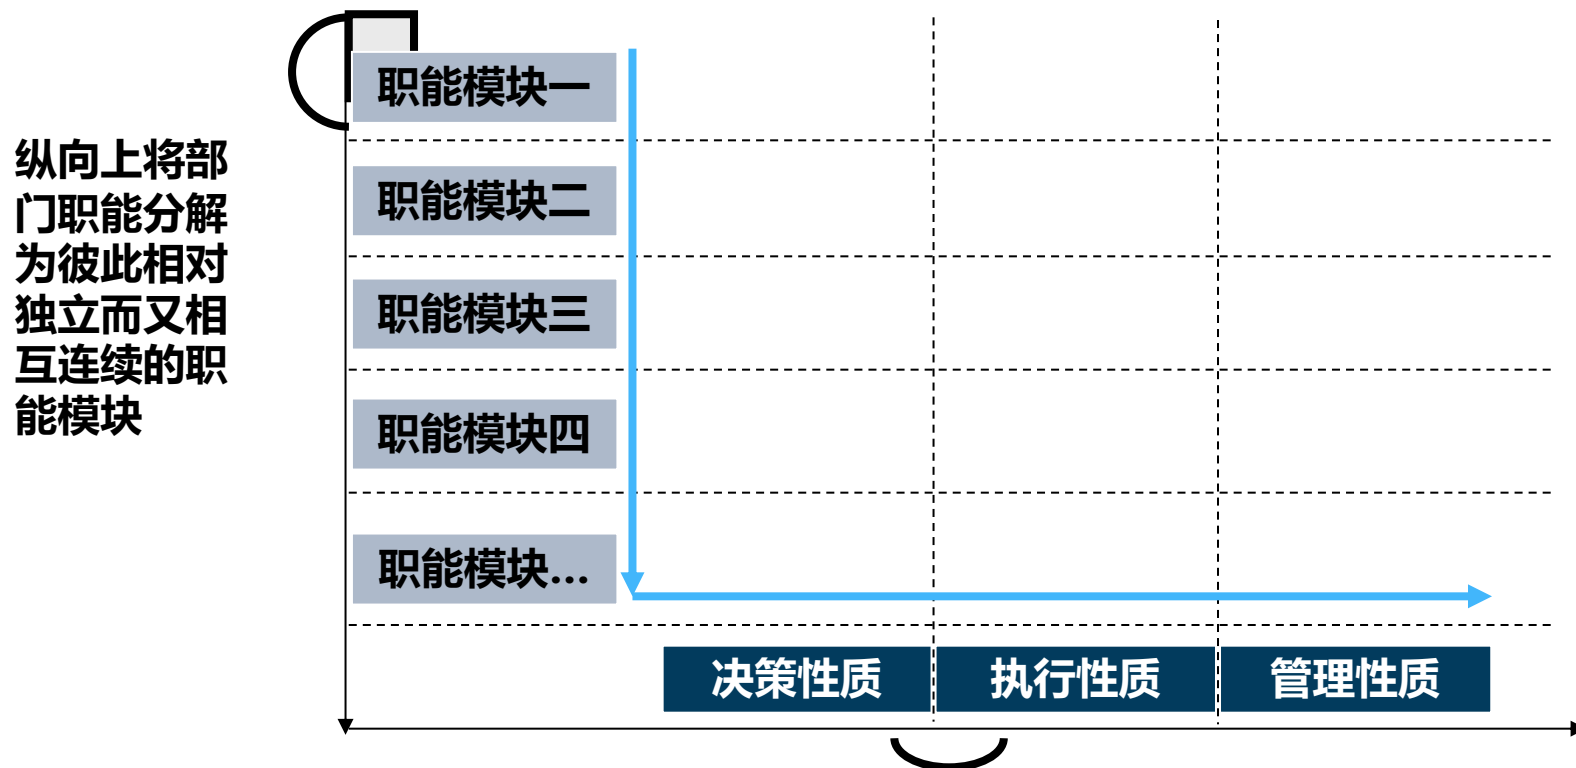 纵向上将部
门职能分解
为彼此相对
独立而又相
互连续的职
能模块
职能模块一
职能模块二
职能模块三
职能模块四
职能模块...
决策性质
执行性质
管理性质